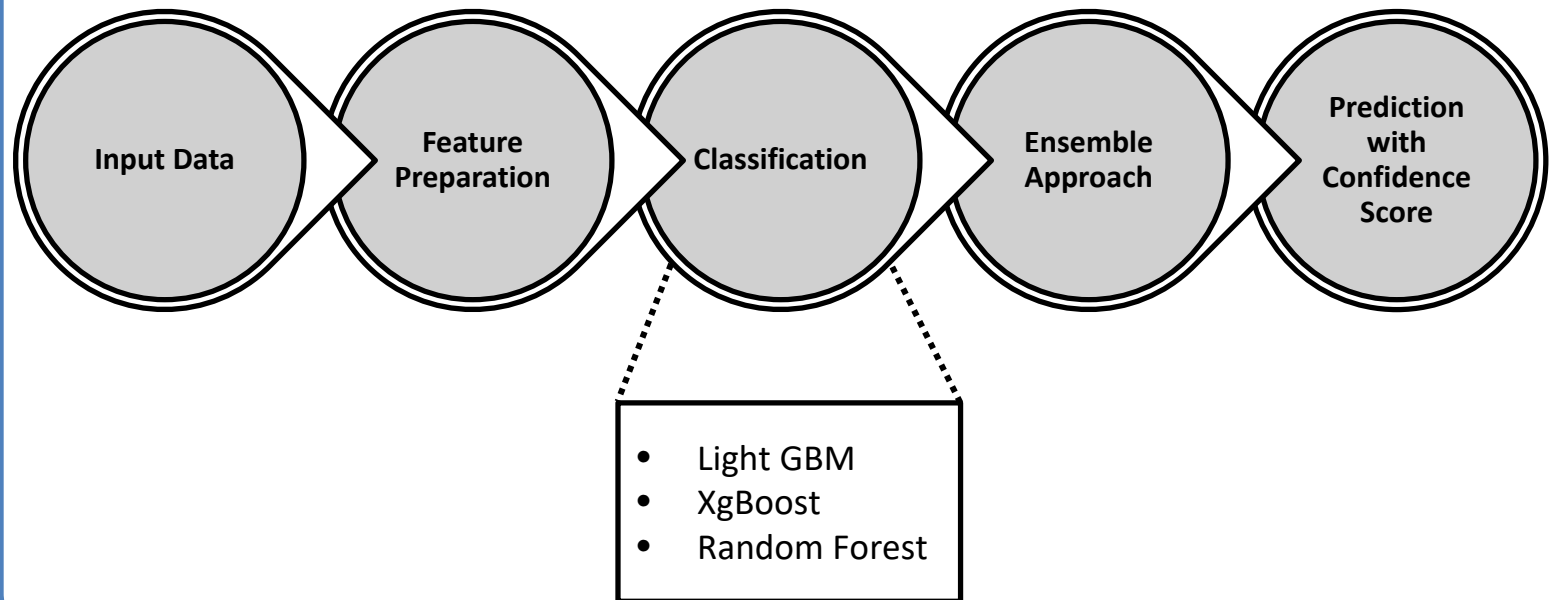 Input Data
Feature
Preparation
Classification
Ensemble
Approach
Prediction
with
Confidence
Score
• Light GBM
• XgBoost
• Random Forest